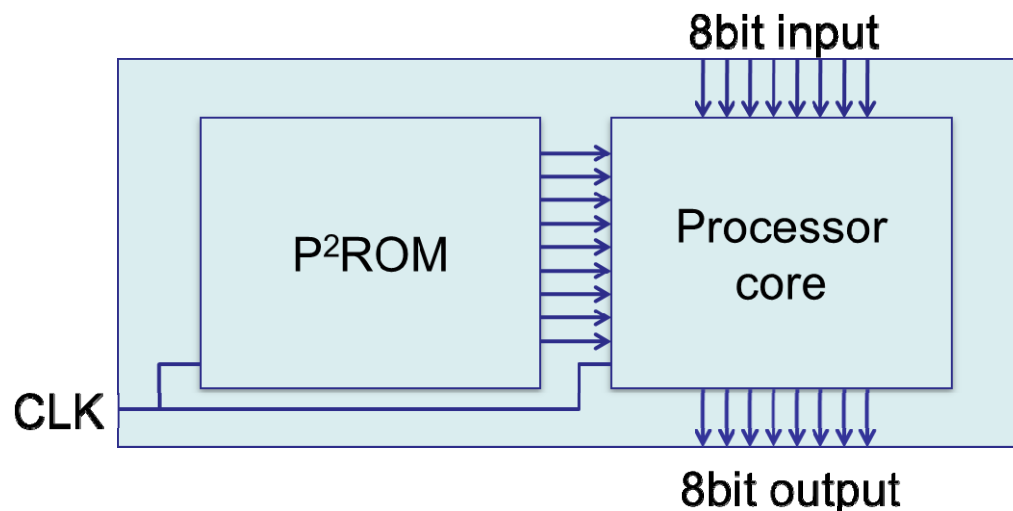 8bit input
P²ROM
Processor
core
CLK
8bit output